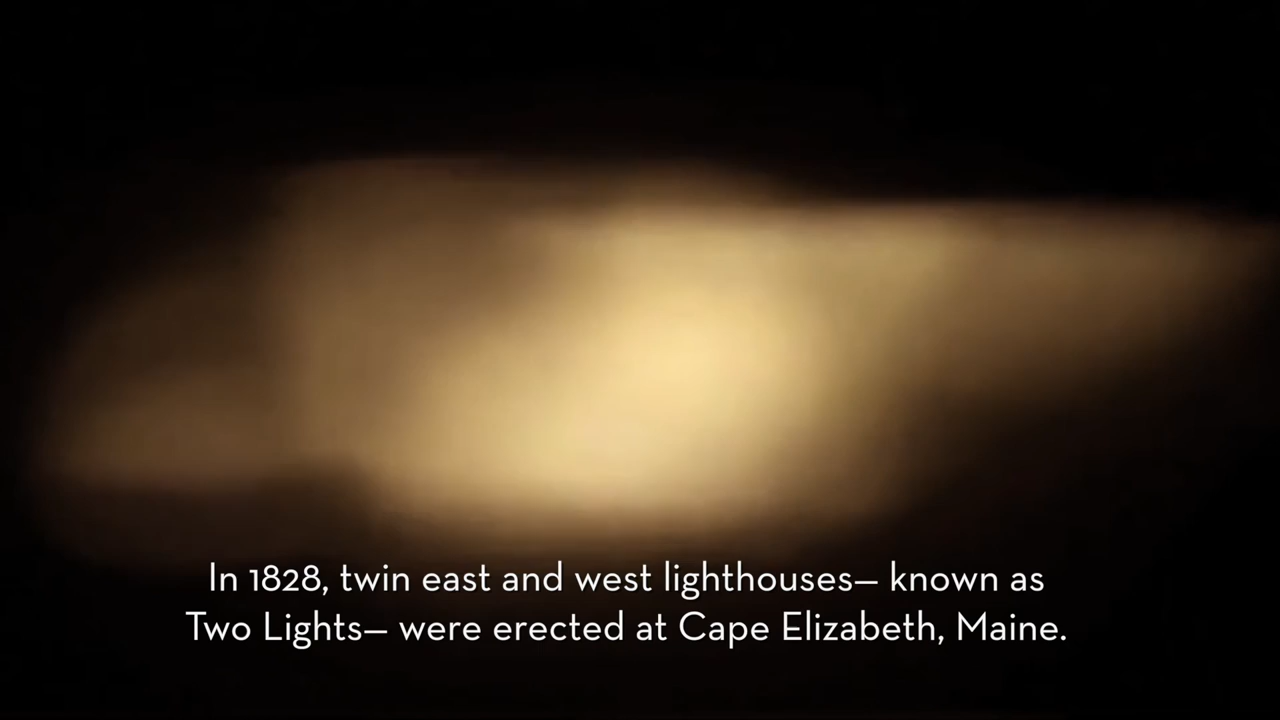 In 1828, twin east and west lighthouses— known as
Two Lights— were erected at Cape Elizabeth, Maine.